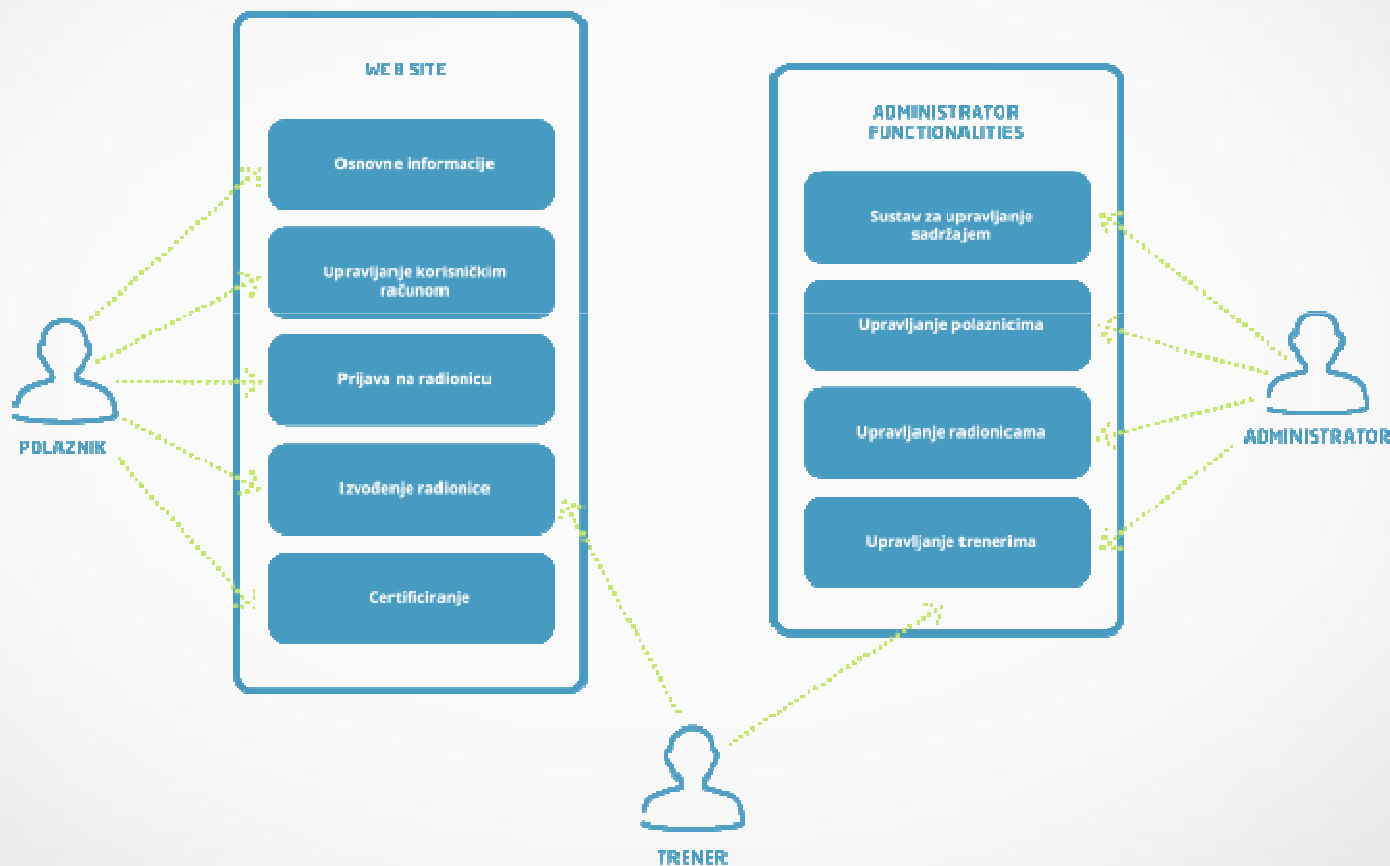 WEB SITE
Osnovne informacije
Upravljanje korisničkim
računom
Prijava na radionicu
Izvođenje radionice
Certificiranje
ADMINISTRATOR
FUNCTIONALITIES
Sustav za upravljanje
sadržajem
Upravljanje polaznicima
Upravljanje radionicama
Upravljanje trenerima
POLAZNIK
ADMINISTRATOR
TRENER